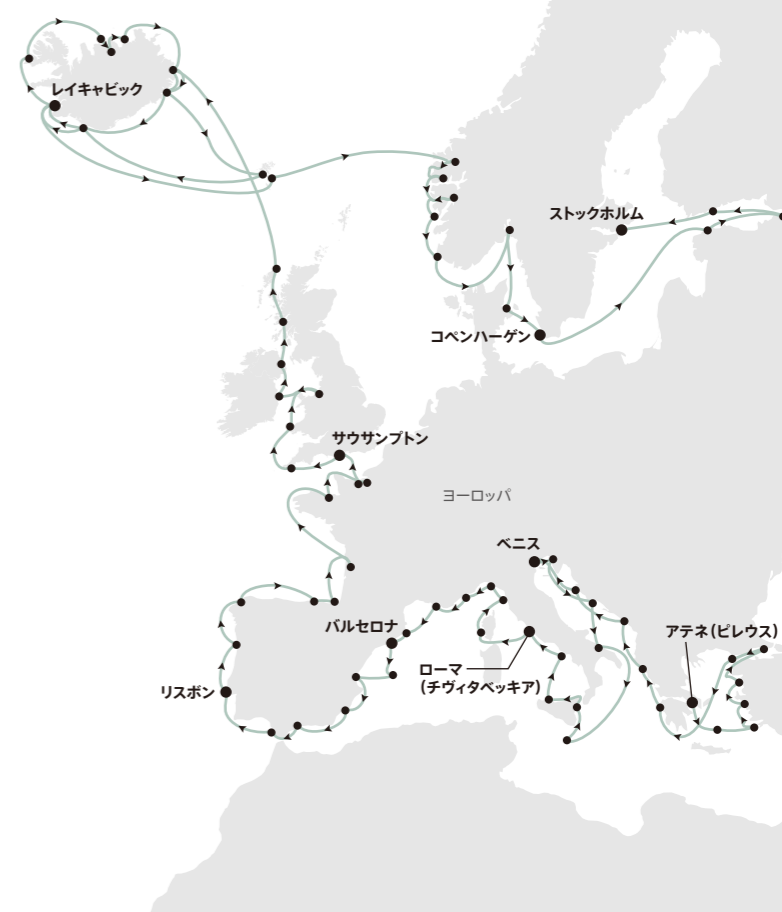 レイキャビック
ストックホルム
コペンハーゲン
サウサンプトン
ヨーロッパ
ベニス
バルセロナ
アテネ（ピレウス）
ローマ
（チヴィタベッキア）
リスボン